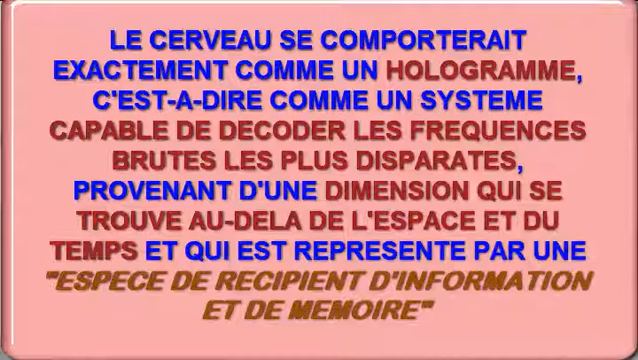 LE CERVEAU SE COMPORTERAIT
EXACTEMENT COMME UN HOLOGRAMME,
C'EST-A-DIRE COMME UN SYSTEME
CAPABLE DE DECODER LES FREQUENCES
BRUTES LES PLUS DISPARATES,
PROVENANT D'UNE DIMENSION QUI SE
TROUVE AU-DELA DE L'ESPACE ET DU
TEMPS ET QUI EST REPRESENTE PAR UNE
"ESPECE DE RECIPIENT D'INFORMATION
ET DE MEMOIRE"